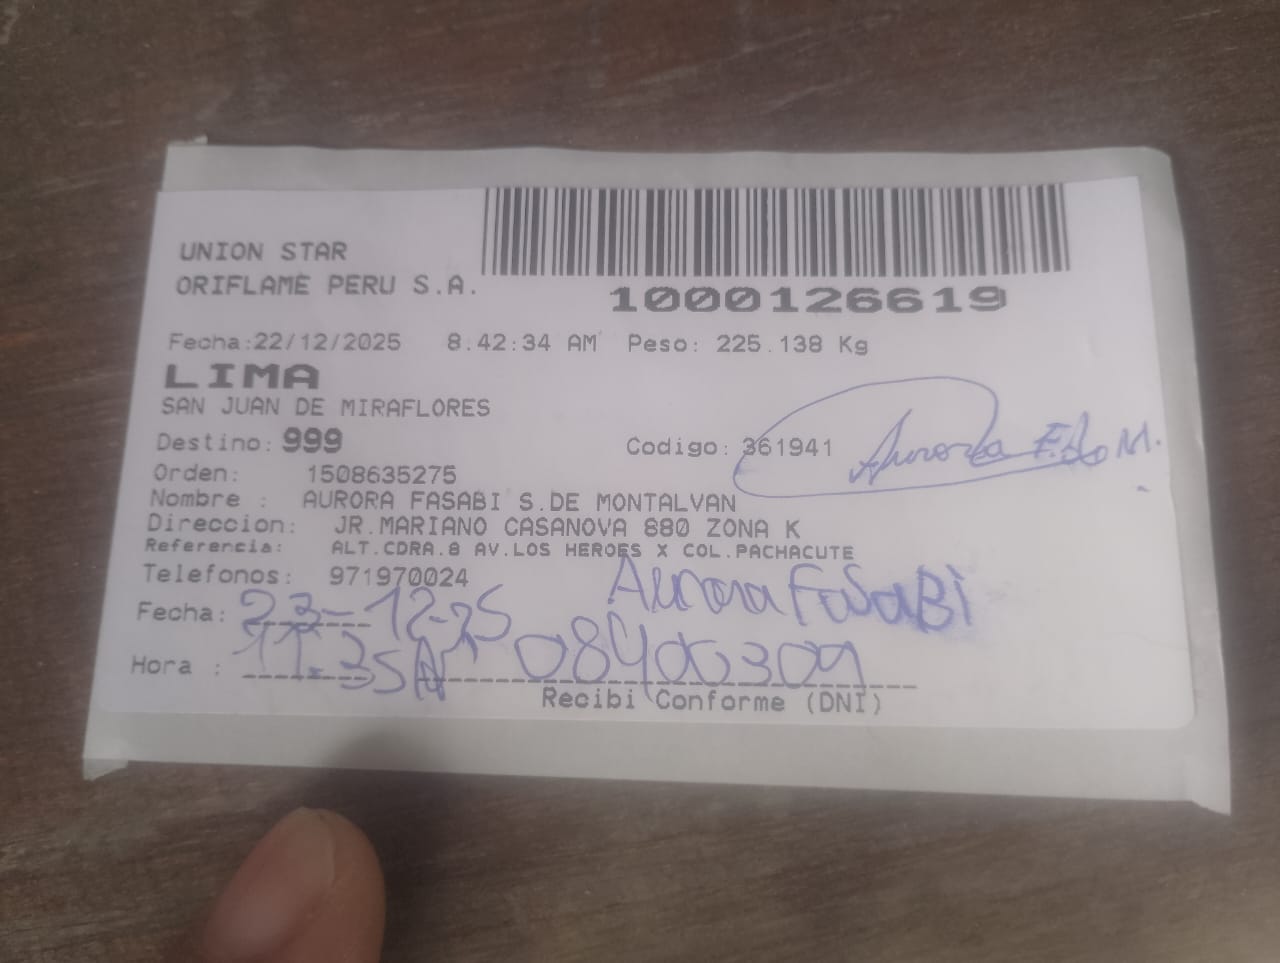 UNION STAR
ORIFLAME PERU S.A.
1000126619
Fecha:22/12/2025 8.42:34 AM Peso: 225.138 Kg
LIMA
SAN JUAN DE MIRAFLORES
Destino: 999 Codigo: 361941
Orden: 1508635275
Nombre : AURORA FASABI S.DE MONTALVAN
Direccion: JR.MARIANO CASANOVA 880 ZONA K
Referencia: ALT.CDRA.8 AV.LOS HEROES X COL.PACHACUTE
Telefonos: 971970024
Aurora FasaBi
Fecha: 23-12-25
Hora : 11:35A 08400309
Recibi Conforme (DNI)